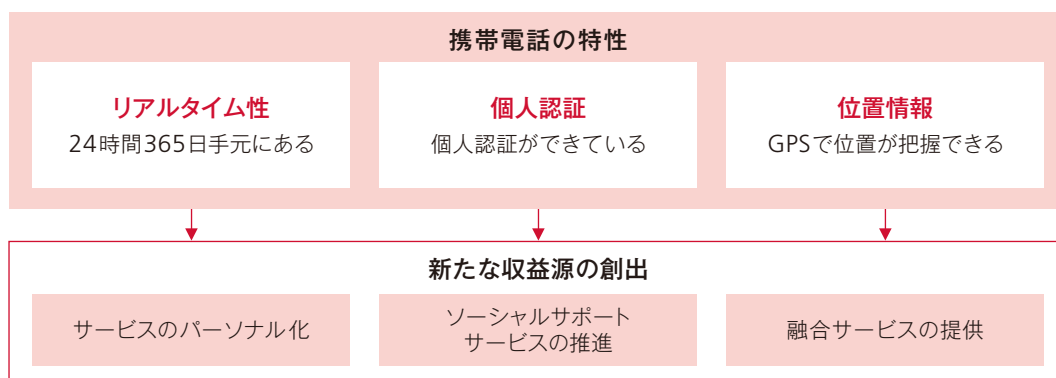 携帯電話の特性
リアルタイム性
24時間365日手元にある
個人認証
個人認証ができている
位置情報
GPSで位置が把握できる
新たな収益源の創出
サービスのパーソナル化
ソーシャルサポート
サービスの推進
融合サービスの提供